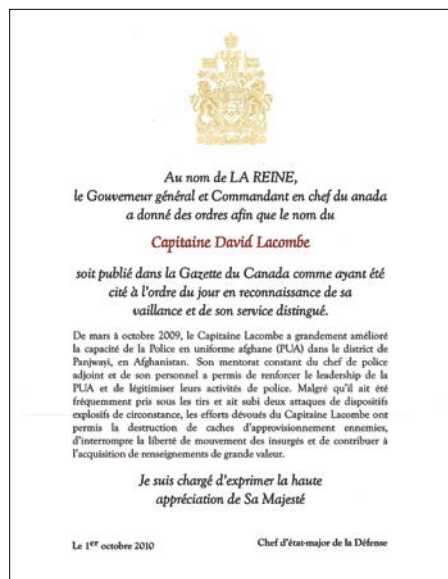 Au nom de LA REINE,
le Gouverneur général et Commandant en chef du anada
a donné des ordres afin que le nom du
Capitaine David Lacombe
soit publié dans la Gazette du Canada comme ayant été
cité à l'ordre du jour en reconnaissance de sa
vaillance et de son service distingué.
De mars à octobre 2009, le Capitaine Lacombe a grandement amélioré
la capacité de la Police en uniforme afghane (PUA) dans le district de
Panjwayi, en Afghanistan. Son mentorat constant du chef de police
adjoint et de son personnel a permis de renforcer le leadership de la
PUA et de légitimiser leurs activités de police. Malgré qu'il ait été
fréquemment pris sous les tirs et ait subi deux attaques de dispositifs
explosifs de circonstance, les efforts dévoués du Capitaine Lacombe ont
permis la destruction de caches d'approvisionnement ennemies,
d'interrompre la liberté de mouvement des insurgés et de contribuer à
l'acquisition de renseignements de grande valeur.
Je suis chargé d'exprimer la haute
appréciation de Sa Majesté
Le 1er octobre 2010 Chef d'état-major de la Défense